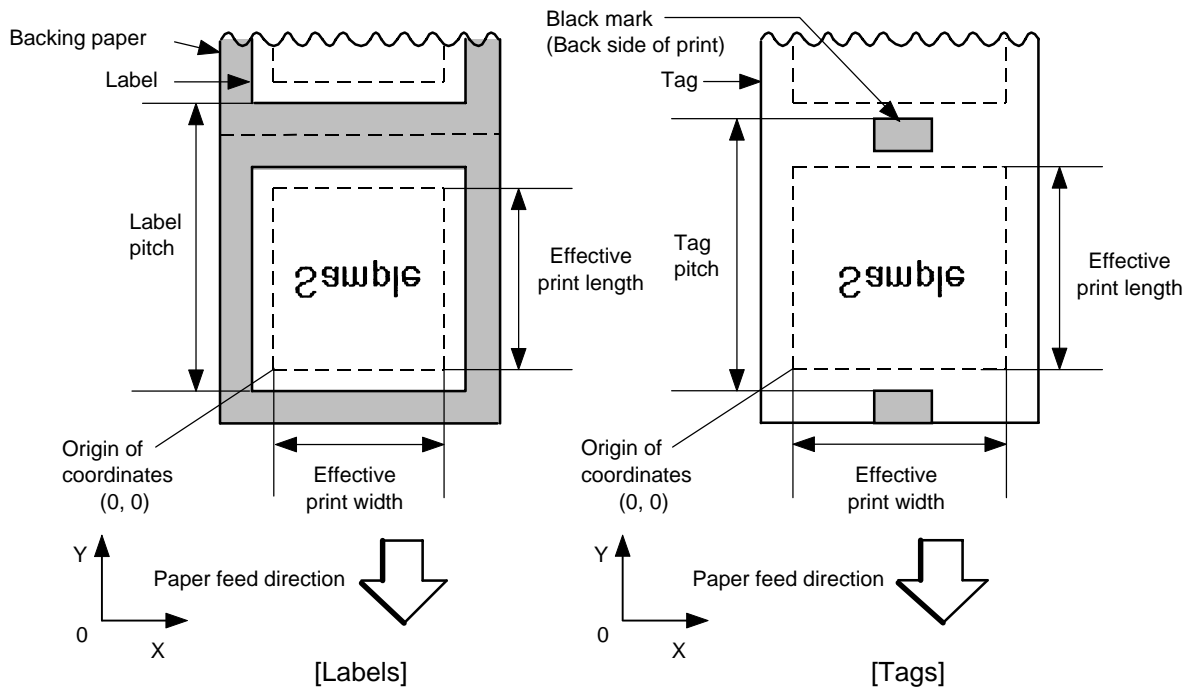 Backing paper
Label
Label
pitch
Sample
Effective
print length
Origin of
coordinates
(0, 0)
Effective
print width
Y
0
X
Paper feed direction
[Labels]
Black mark
(Back side of print)
Tag
Tag
pitch
Sample
Effective
print length
Origin of
coordinates
(0, 0)
Effective
print width
Y
0
X
Paper feed direction
[Tags]